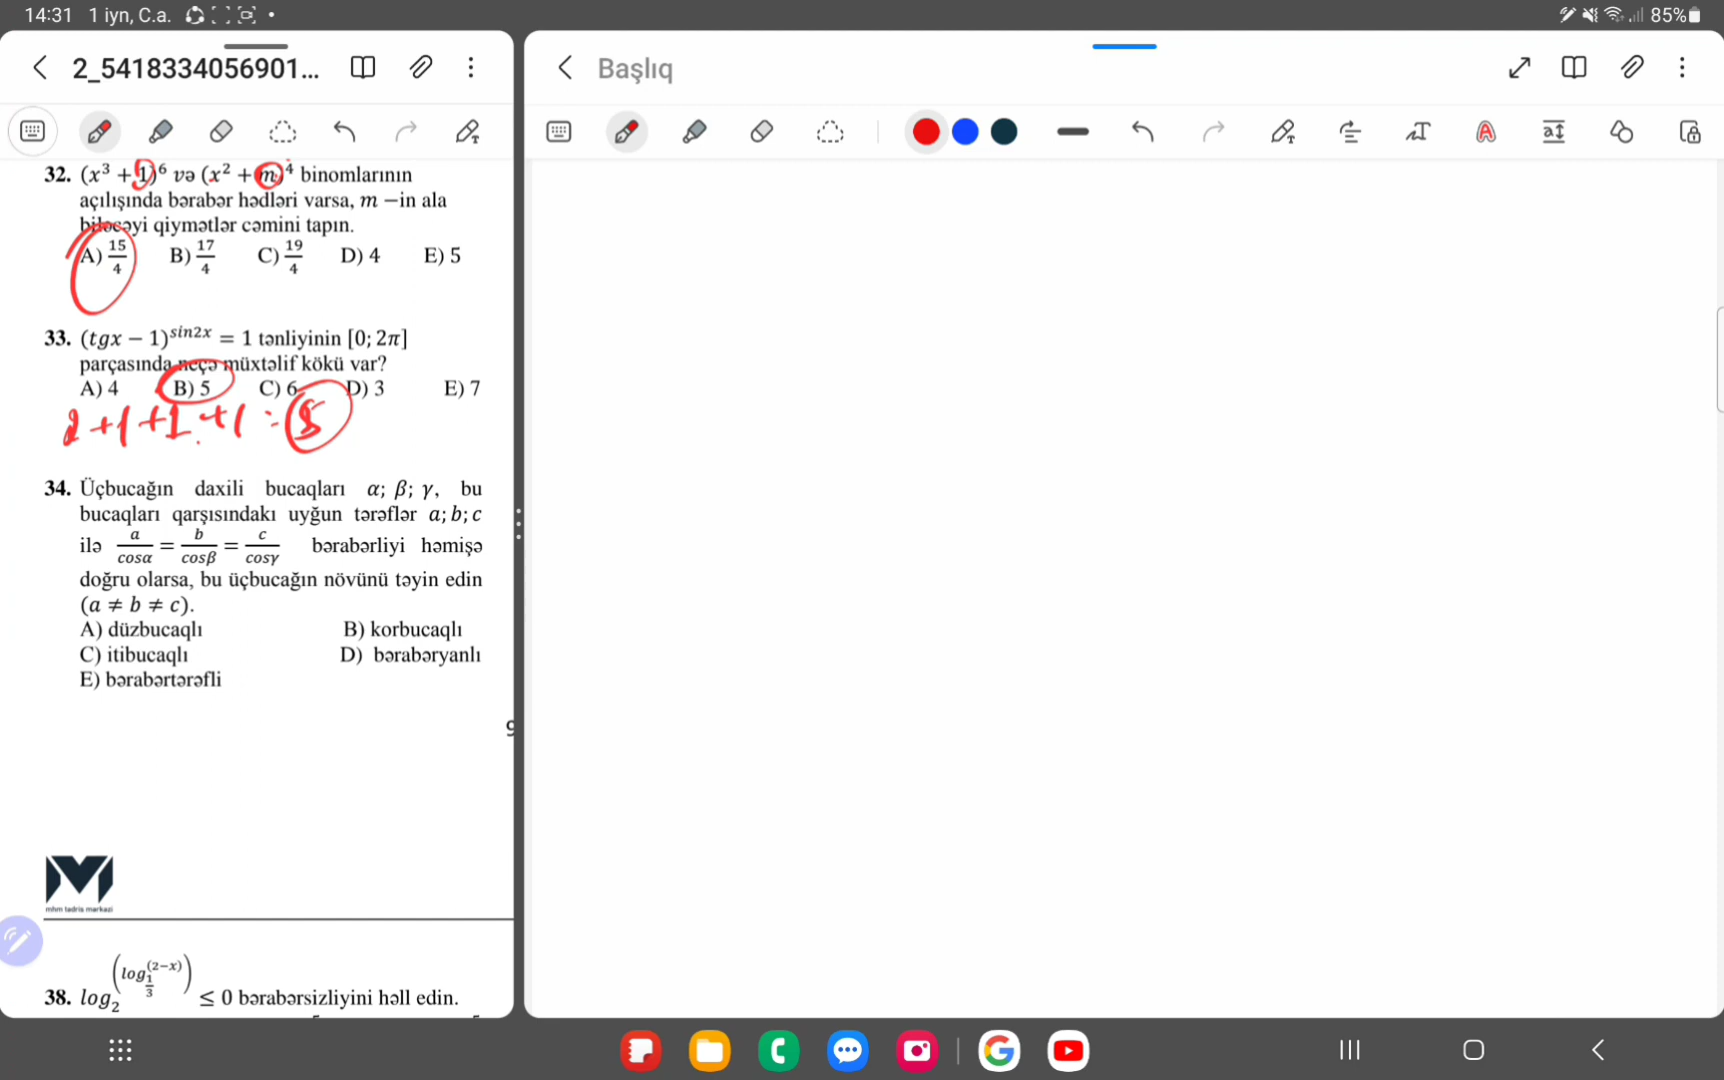 14:31 1 iyn, C.a.
85%
2_5418334056901...
Başlıq
32. (x³ + 1)⁶ və (x² + m)⁴ binomlarının
açılışında bərabər hədləri varsa, m −in ala
biləcəyi qiymətlər cəmini tapın.
A) 15/4 B) 17/4 C) 19/4 D) 4 E) 5
33. (tgx − 1)^sin2x = 1 tənliyinin [0; 2π]
parçasında neçə müxtəlif kökü var?
A) 4 B) 5 C) 6 D) 3 E) 7
2+1+1+1=5
34. Üçbucağın daxili bucaqları α; β; γ, bu
bucaqları qarşısındakı uyğun tərəflər a; b; c
ilə a/cosα = b/cosβ = c/cosγ bərabərliyi həmişə
doğru olarsa, bu üçbucağın növünü təyin edin
(a ≠ b ≠ c).
A) düzbucaqlı B) korbucaqlı
C) itibucaqlı D) bərabəryanlı
E) bərabərtərəfli
9
M
mhm tədris mərkəzi
38. log₂(log_{1/3}^{(2−x)}) ≤ 0 bərabərsizliyini həll edin.